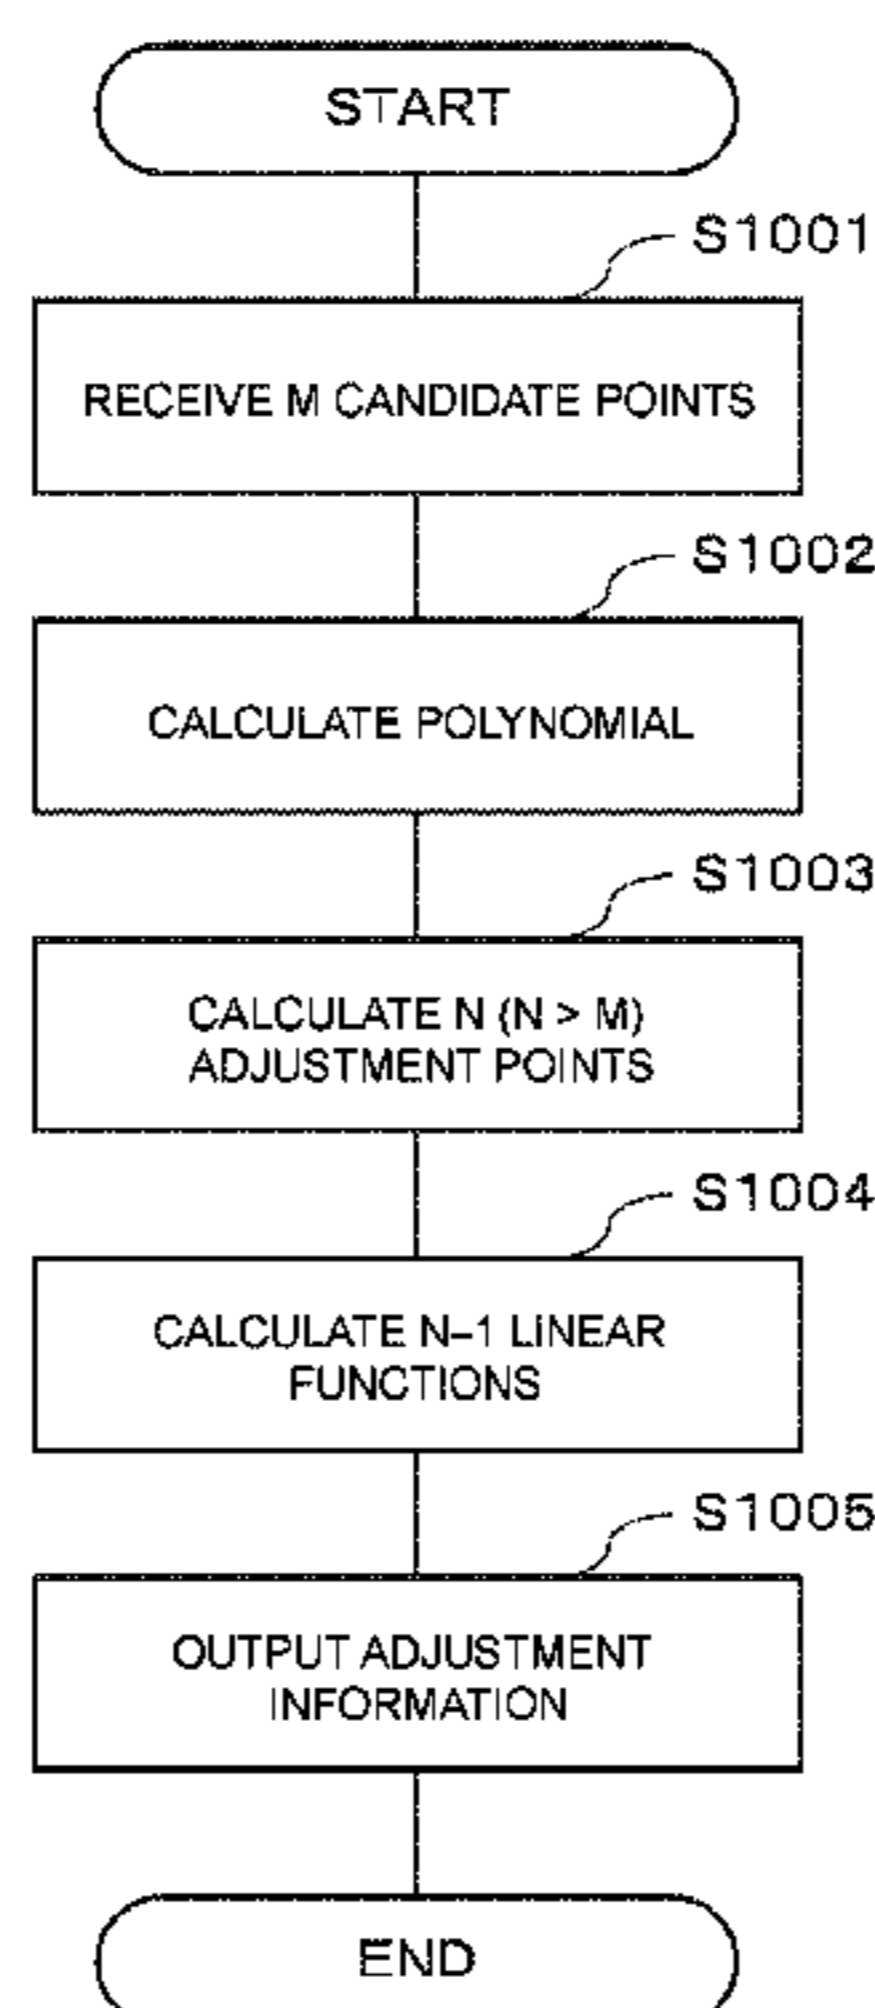 START
S1001
RECEIVE M CANDIDATE POINTS
S1002
CALCULATE POLYNOMIAL
S1003
CALCULATE N (N > M)
ADJUSTMENT POINTS
S1004
CALCULATE N–1 LINEAR
FUNCTIONS
S1005
OUTPUT ADJUSTMENT
INFORMATION
END